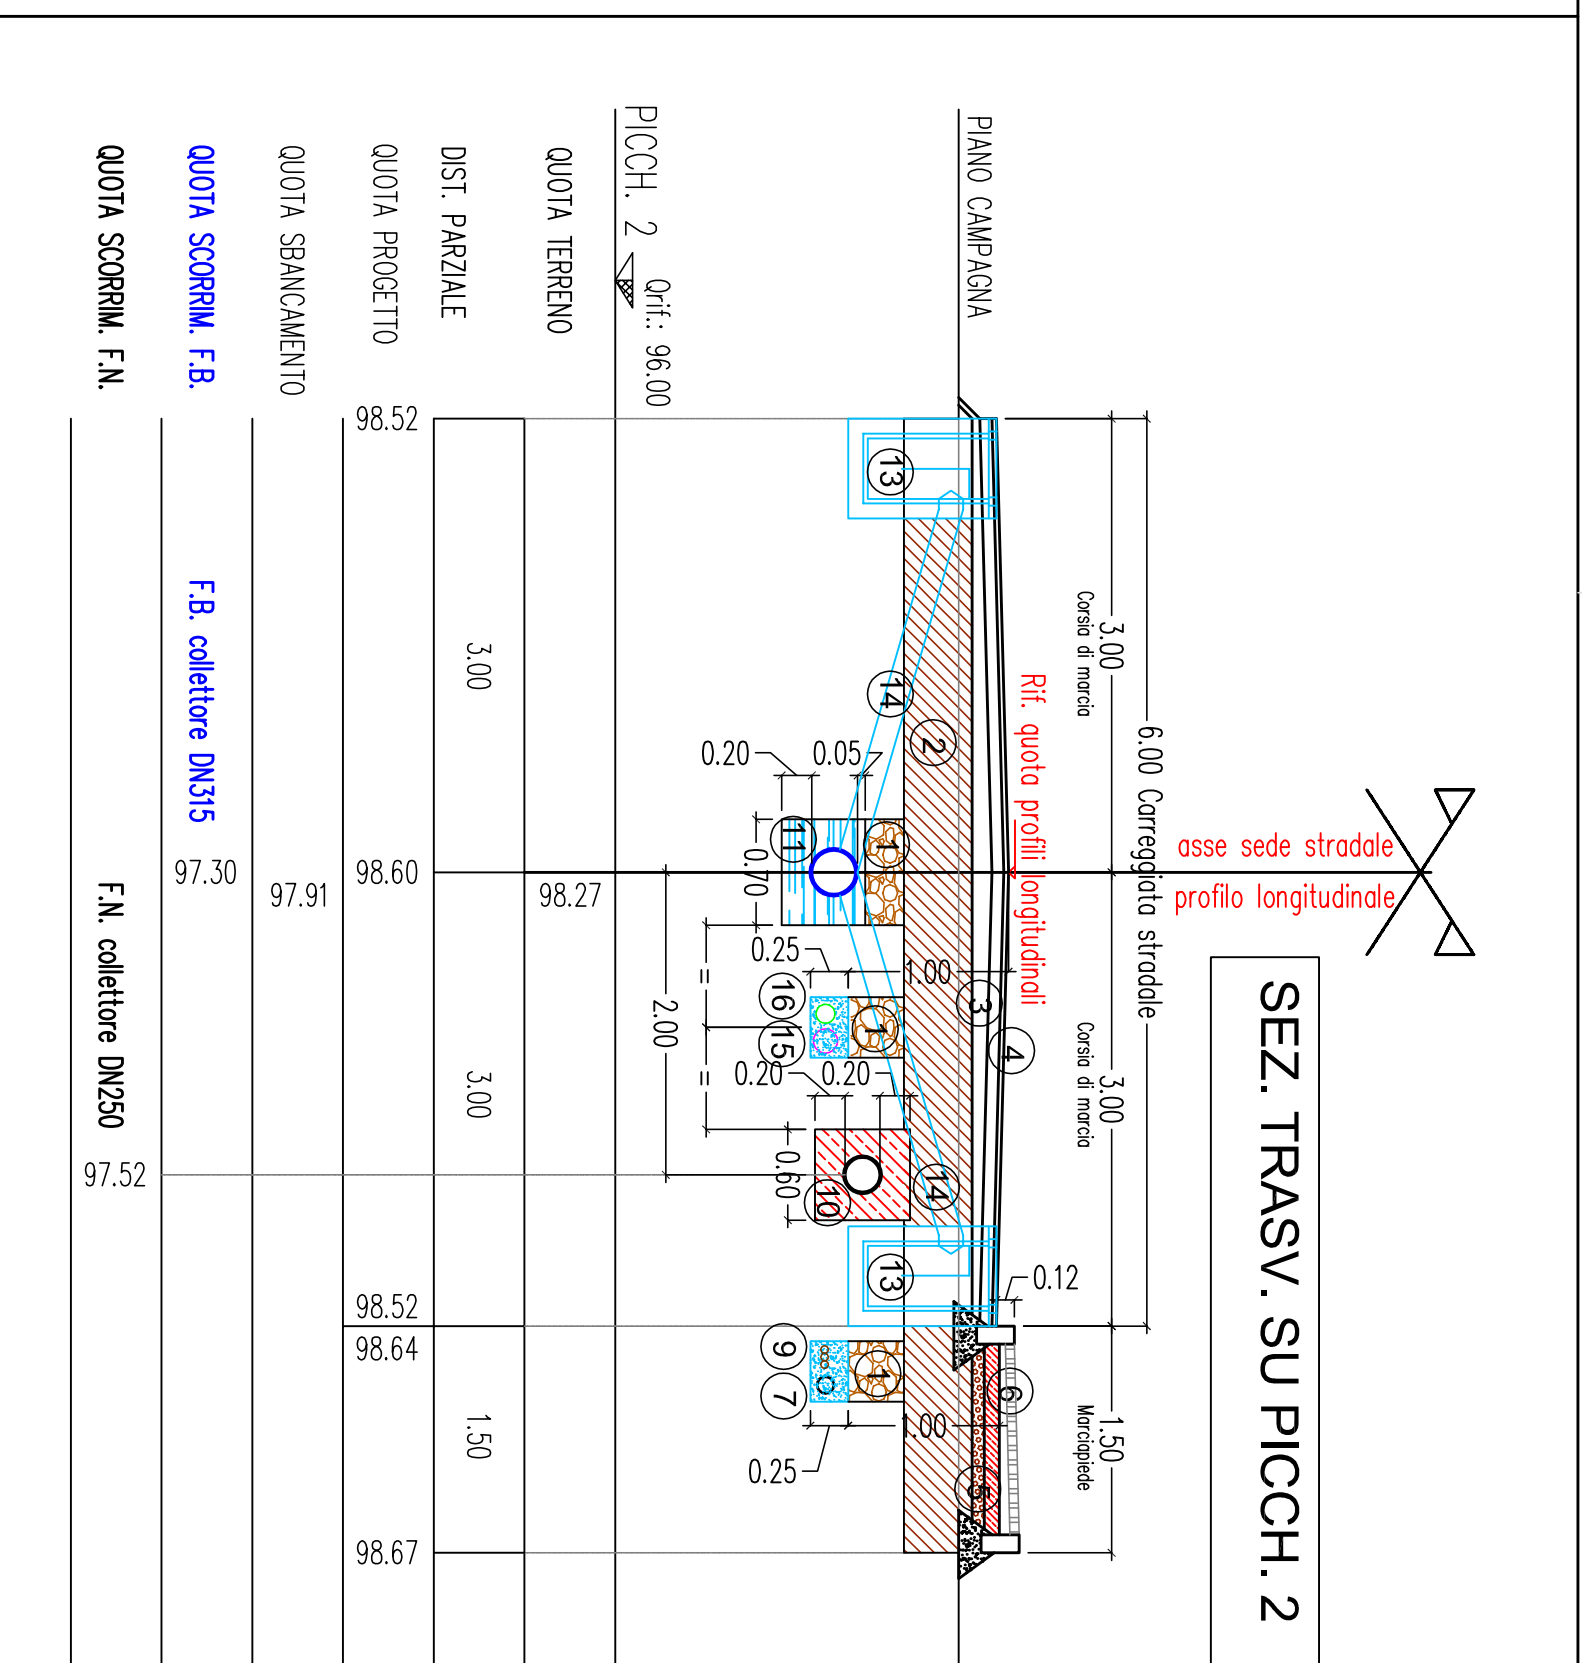 SEZ. TRASV. SU PICCH. 2
asse sede stradale
profilo longitudinale
6.00 Carreggiata stradale
3.00
Corsia di marcia
3.00
Corsia di marcia
1.50
Marciapiede
Rif. quota profili longitudinali
0.12
PIANO CAMPAGNA
4
6
3
5
2
14
13
14
13
1
1
1
1.00
1.00
0.05
0.20
11
0.70
0.25
16
15
0.20
0.20
10
0.60
9
7
0.25
=
=
2.00
PICCH. 2
Qrif.: 96.00
QUOTA TERRENO
98.27
DIST. PARZIALE
3.00
3.00
1.50
QUOTA PROGETTO
98.52
98.60
98.52
98.64
98.67
QUOTA SBANCAMENTO
97.91
QUOTA SCORRIM. F.B.
F.B. collettore DN315
97.30
QUOTA SCORRIM. F.N.
F.N. collettore DN250
97.52